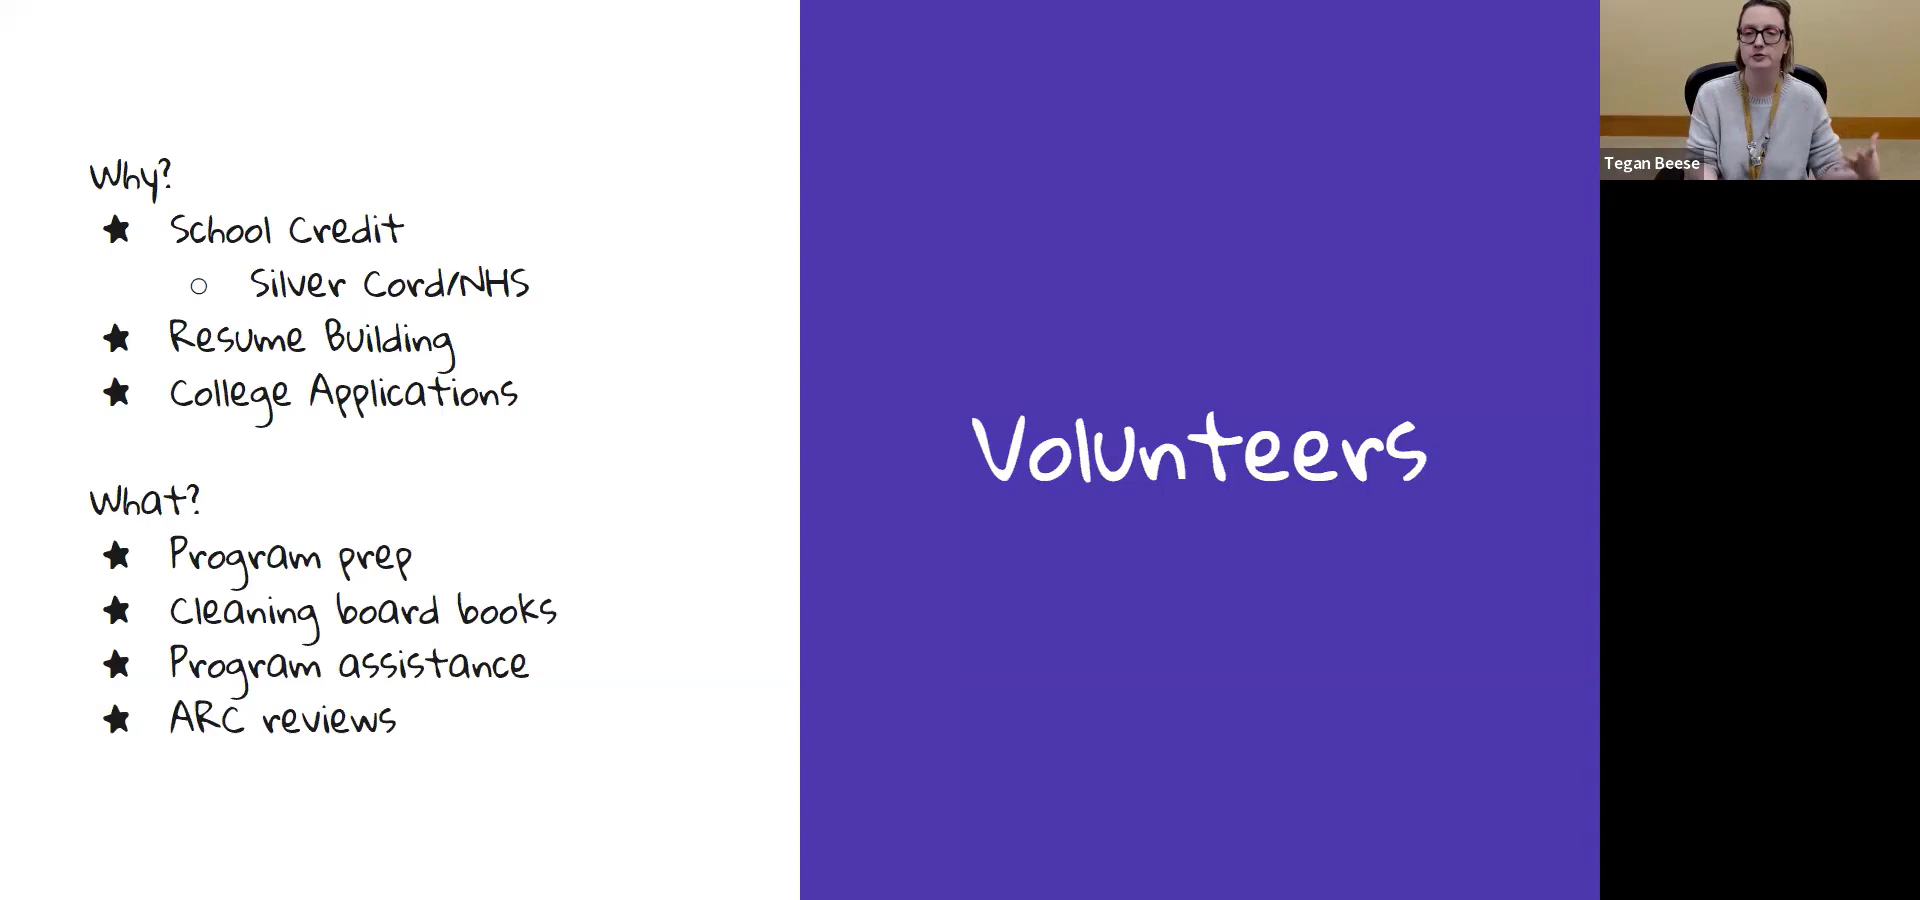 Why?
★ School Credit
○ Silver Cord/NHS
★ Resume Building
★ College Applications
What?
★ Program prep
★ Cleaning board books
★ Program assistance
★ ARC reviews
Volunteers
Tegan Beese